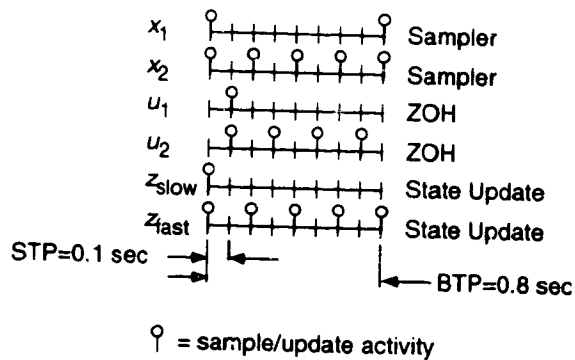 x1 Sampler
x2 Sampler
u1 ZOH
u2 ZOH
zslow State Update
zfast State Update
STP=0.1 sec
BTP=0.8 sec
= sample/update activity